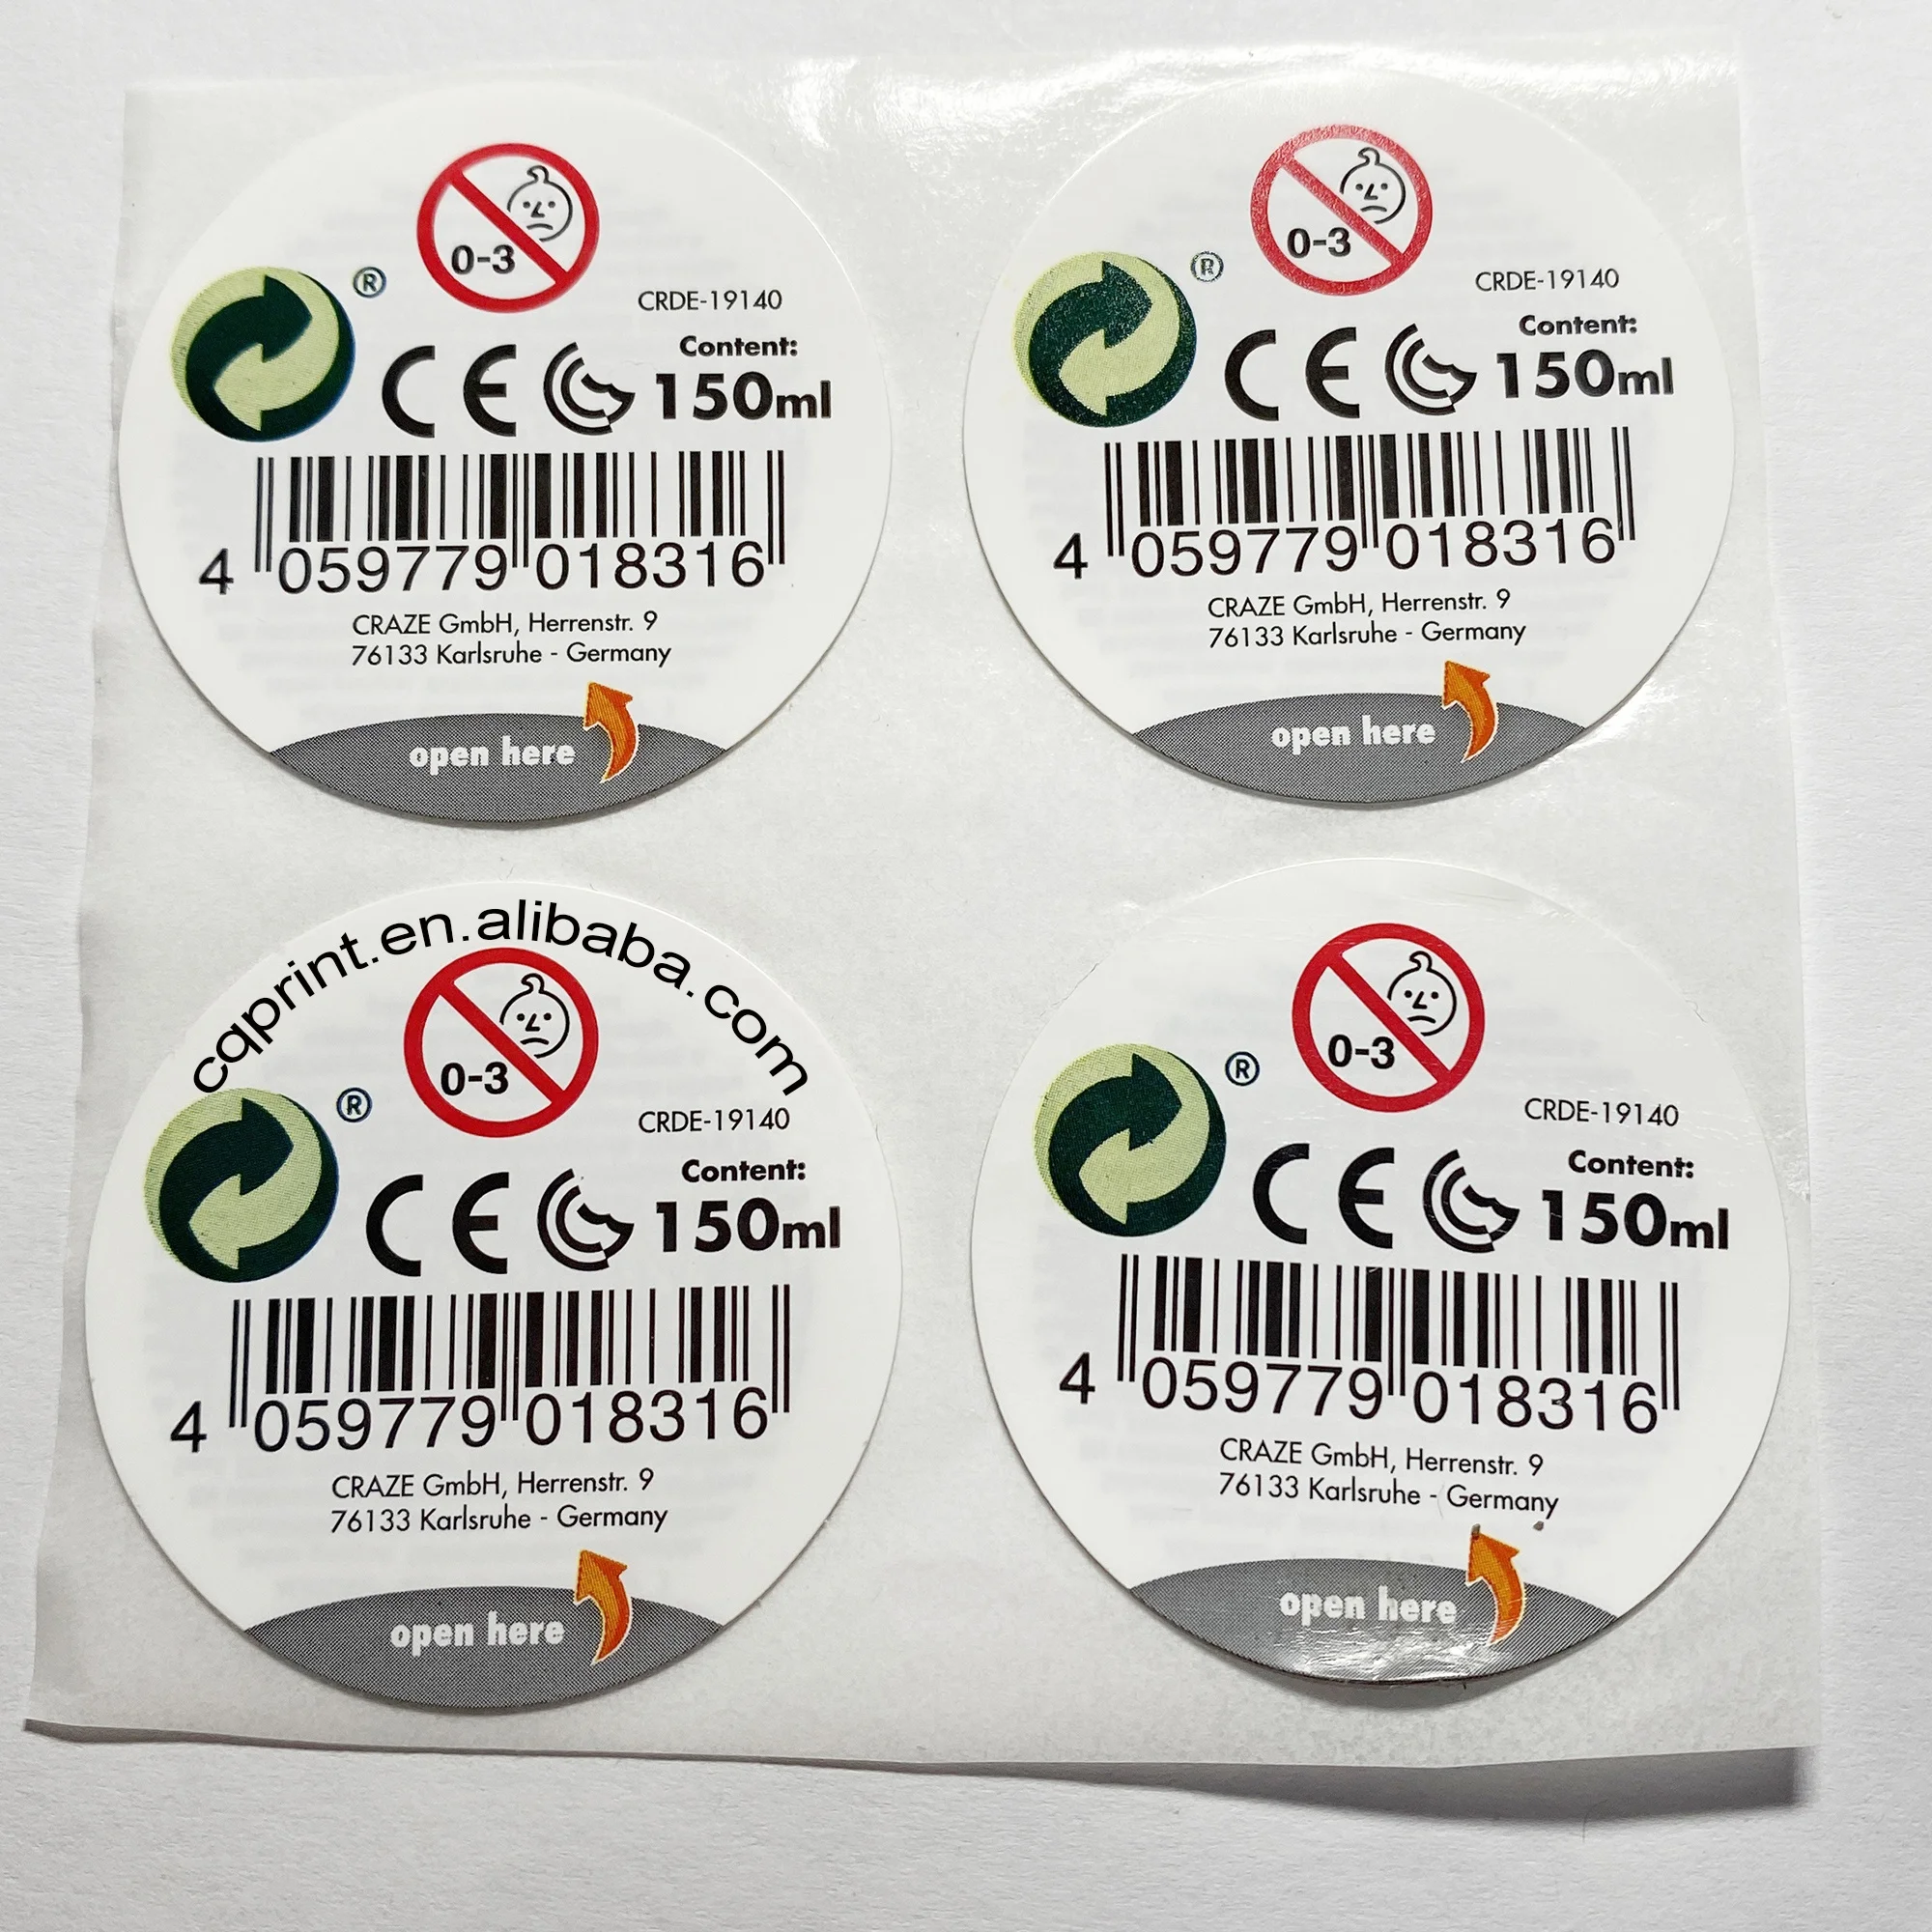 0-3
®
CRDE-19140
Content:
CE 150ml
4 059779 018316
CRAZE GmbH, Herrenstr. 9
76133 Karlsruhe - Germany
open here
0-3
®
CRDE-19140
Content:
CE 150ml
4 059779 018316
CRAZE GmbH, Herrenstr. 9
76133 Karlsruhe - Germany
open here
cqprint.en.alibaba.com
0-3
®
CRDE-19140
Content:
CE 150ml
4 059779 018316
CRAZE GmbH, Herrenstr. 9
76133 Karlsruhe - Germany
open here
0-3
®
CRDE-19140
Content:
CE 150ml
4 059779 018316
CRAZE GmbH, Herrenstr. 9
76133 Karlsruhe - Germany
open here